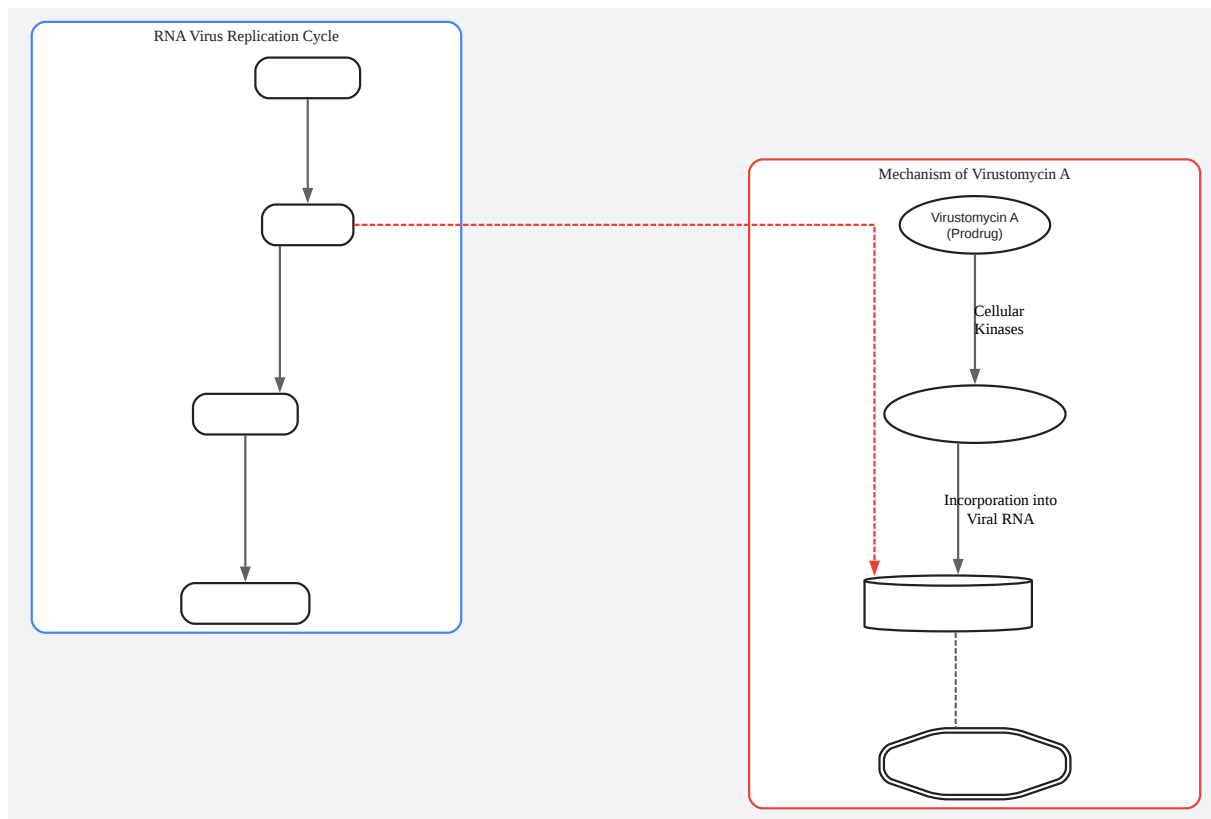 RNA Virus Replication Cycle
Mechanism of Virustomycin A
Virustomycin A
(Prodrug)
Cellular
Kinases
Incorporation into
Viral RNA